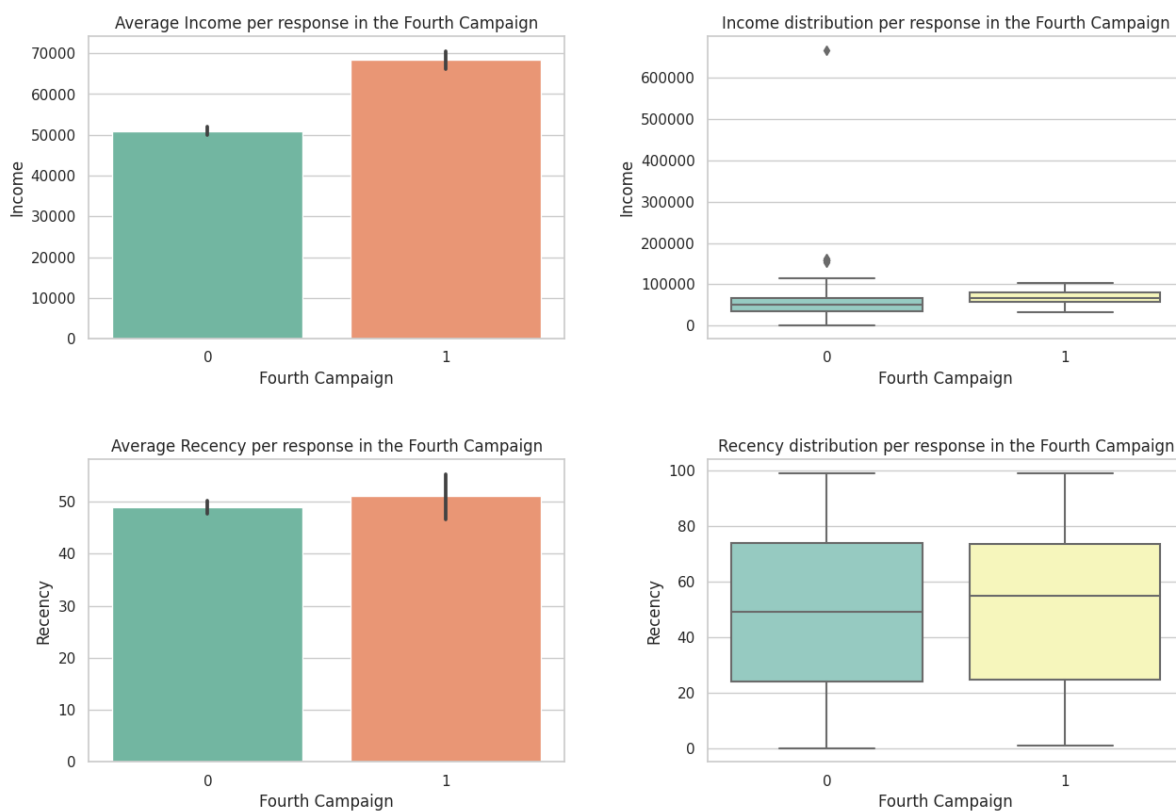 Average Income per response in the Fourth Campaign
70000
60000
50000
40000
30000
20000
10000
0
Income
0 1
Fourth Campaign
Income distribution per response in the Fourth Campaign
600000
500000
400000
300000
200000
100000
0
Income
0 1
Fourth Campaign
Average Recency per response in the Fourth Campaign
50
40
30
20
10
0
Recency
0 1
Fourth Campaign
Recency distribution per response in the Fourth Campaign
100
80
60
40
20
0
Recency
0 1
Fourth Campaign